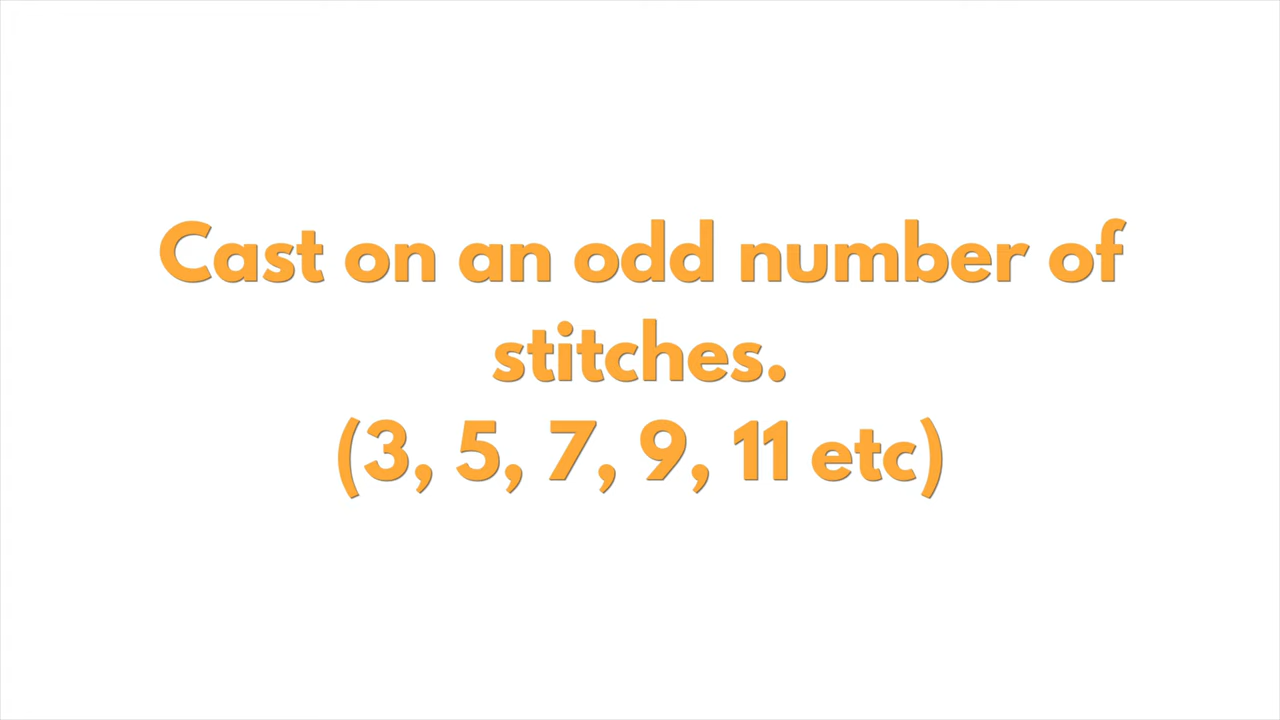 Cast on an odd number of
stitches.
(3, 5, 7, 9, 11 etc)